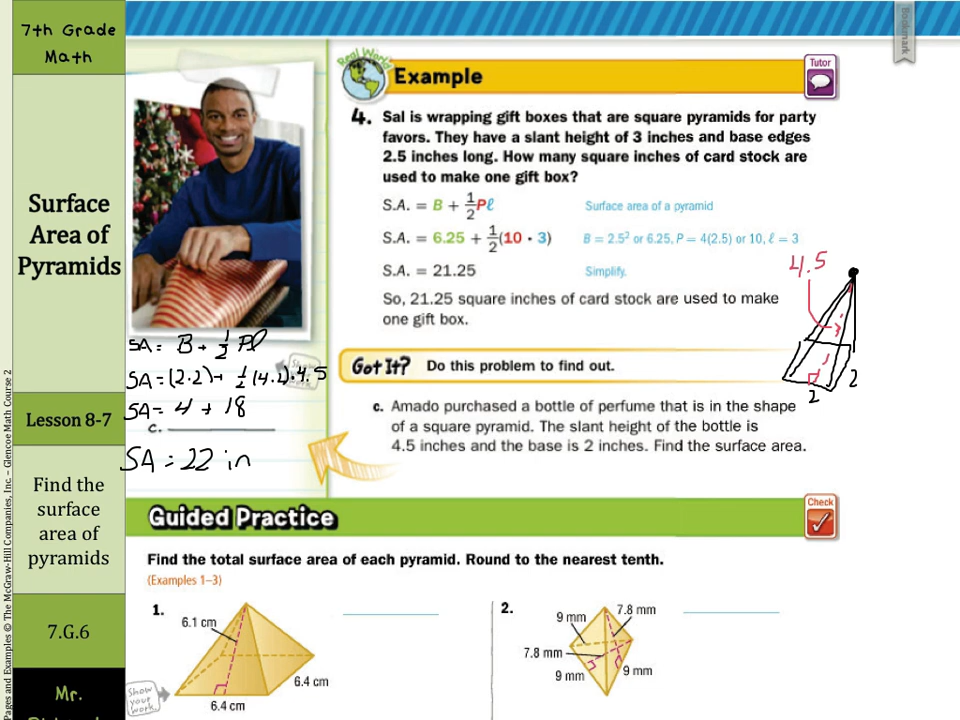 7th Grade
Math
Surface
Area of
Pyramids
Lesson 8-7
Find the
surface
area of
pyramids
7.G.6
Mr.
Pages and Examples © The McGraw-Hill Companies, Inc. – Glencoe Math Course 2
Bookmark
Real World
Example
Tutor
4. Sal is wrapping gift boxes that are square pyramids for party
favors. They have a slant height of 3 inches and base edges
2.5 inches long. How many square inches of card stock are
used to make one gift box?
S.A. = B + 1/2 Pℓ Surface area of a pyramid
S.A. = 6.25 + 1/2 (10 • 3) B = 2.5² or 6.25, P = 4(2.5) or 10, ℓ = 3
S.A. = 21.25 Simplify.
So, 21.25 square inches of card stock are used to make
one gift box.
4.5
2
2
Got It? Do this problem to find out.
c. Amado purchased a bottle of perfume that is in the shape
of a square pyramid. The slant height of the bottle is
4.5 inches and the base is 2 inches. Find the surface area.
SA = B + 1/2 Pl
SA = (2·2) + 1/2 (4·2)·4.5
SA = 4 + 18
c.
SA = 22 in
Guided Practice
Check
Find the total surface area of each pyramid. Round to the nearest tenth.
(Examples 1–3)
1.
6.1 cm
6.4 cm
6.4 cm
Show
your
work.
2.
9 mm
7.8 mm
7.8 mm
9 mm
9 mm